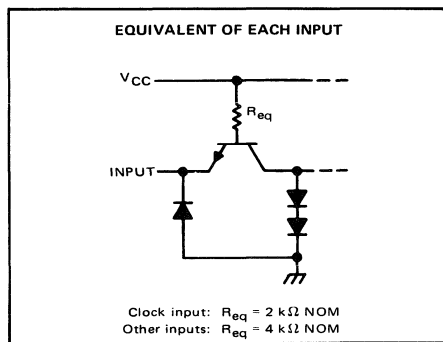 EQUIVALENT OF EACH INPUT
VCC
Req
INPUT
Clock input: Req = 2 kΩ NOM
Other inputs: Req = 4 kΩ NOM